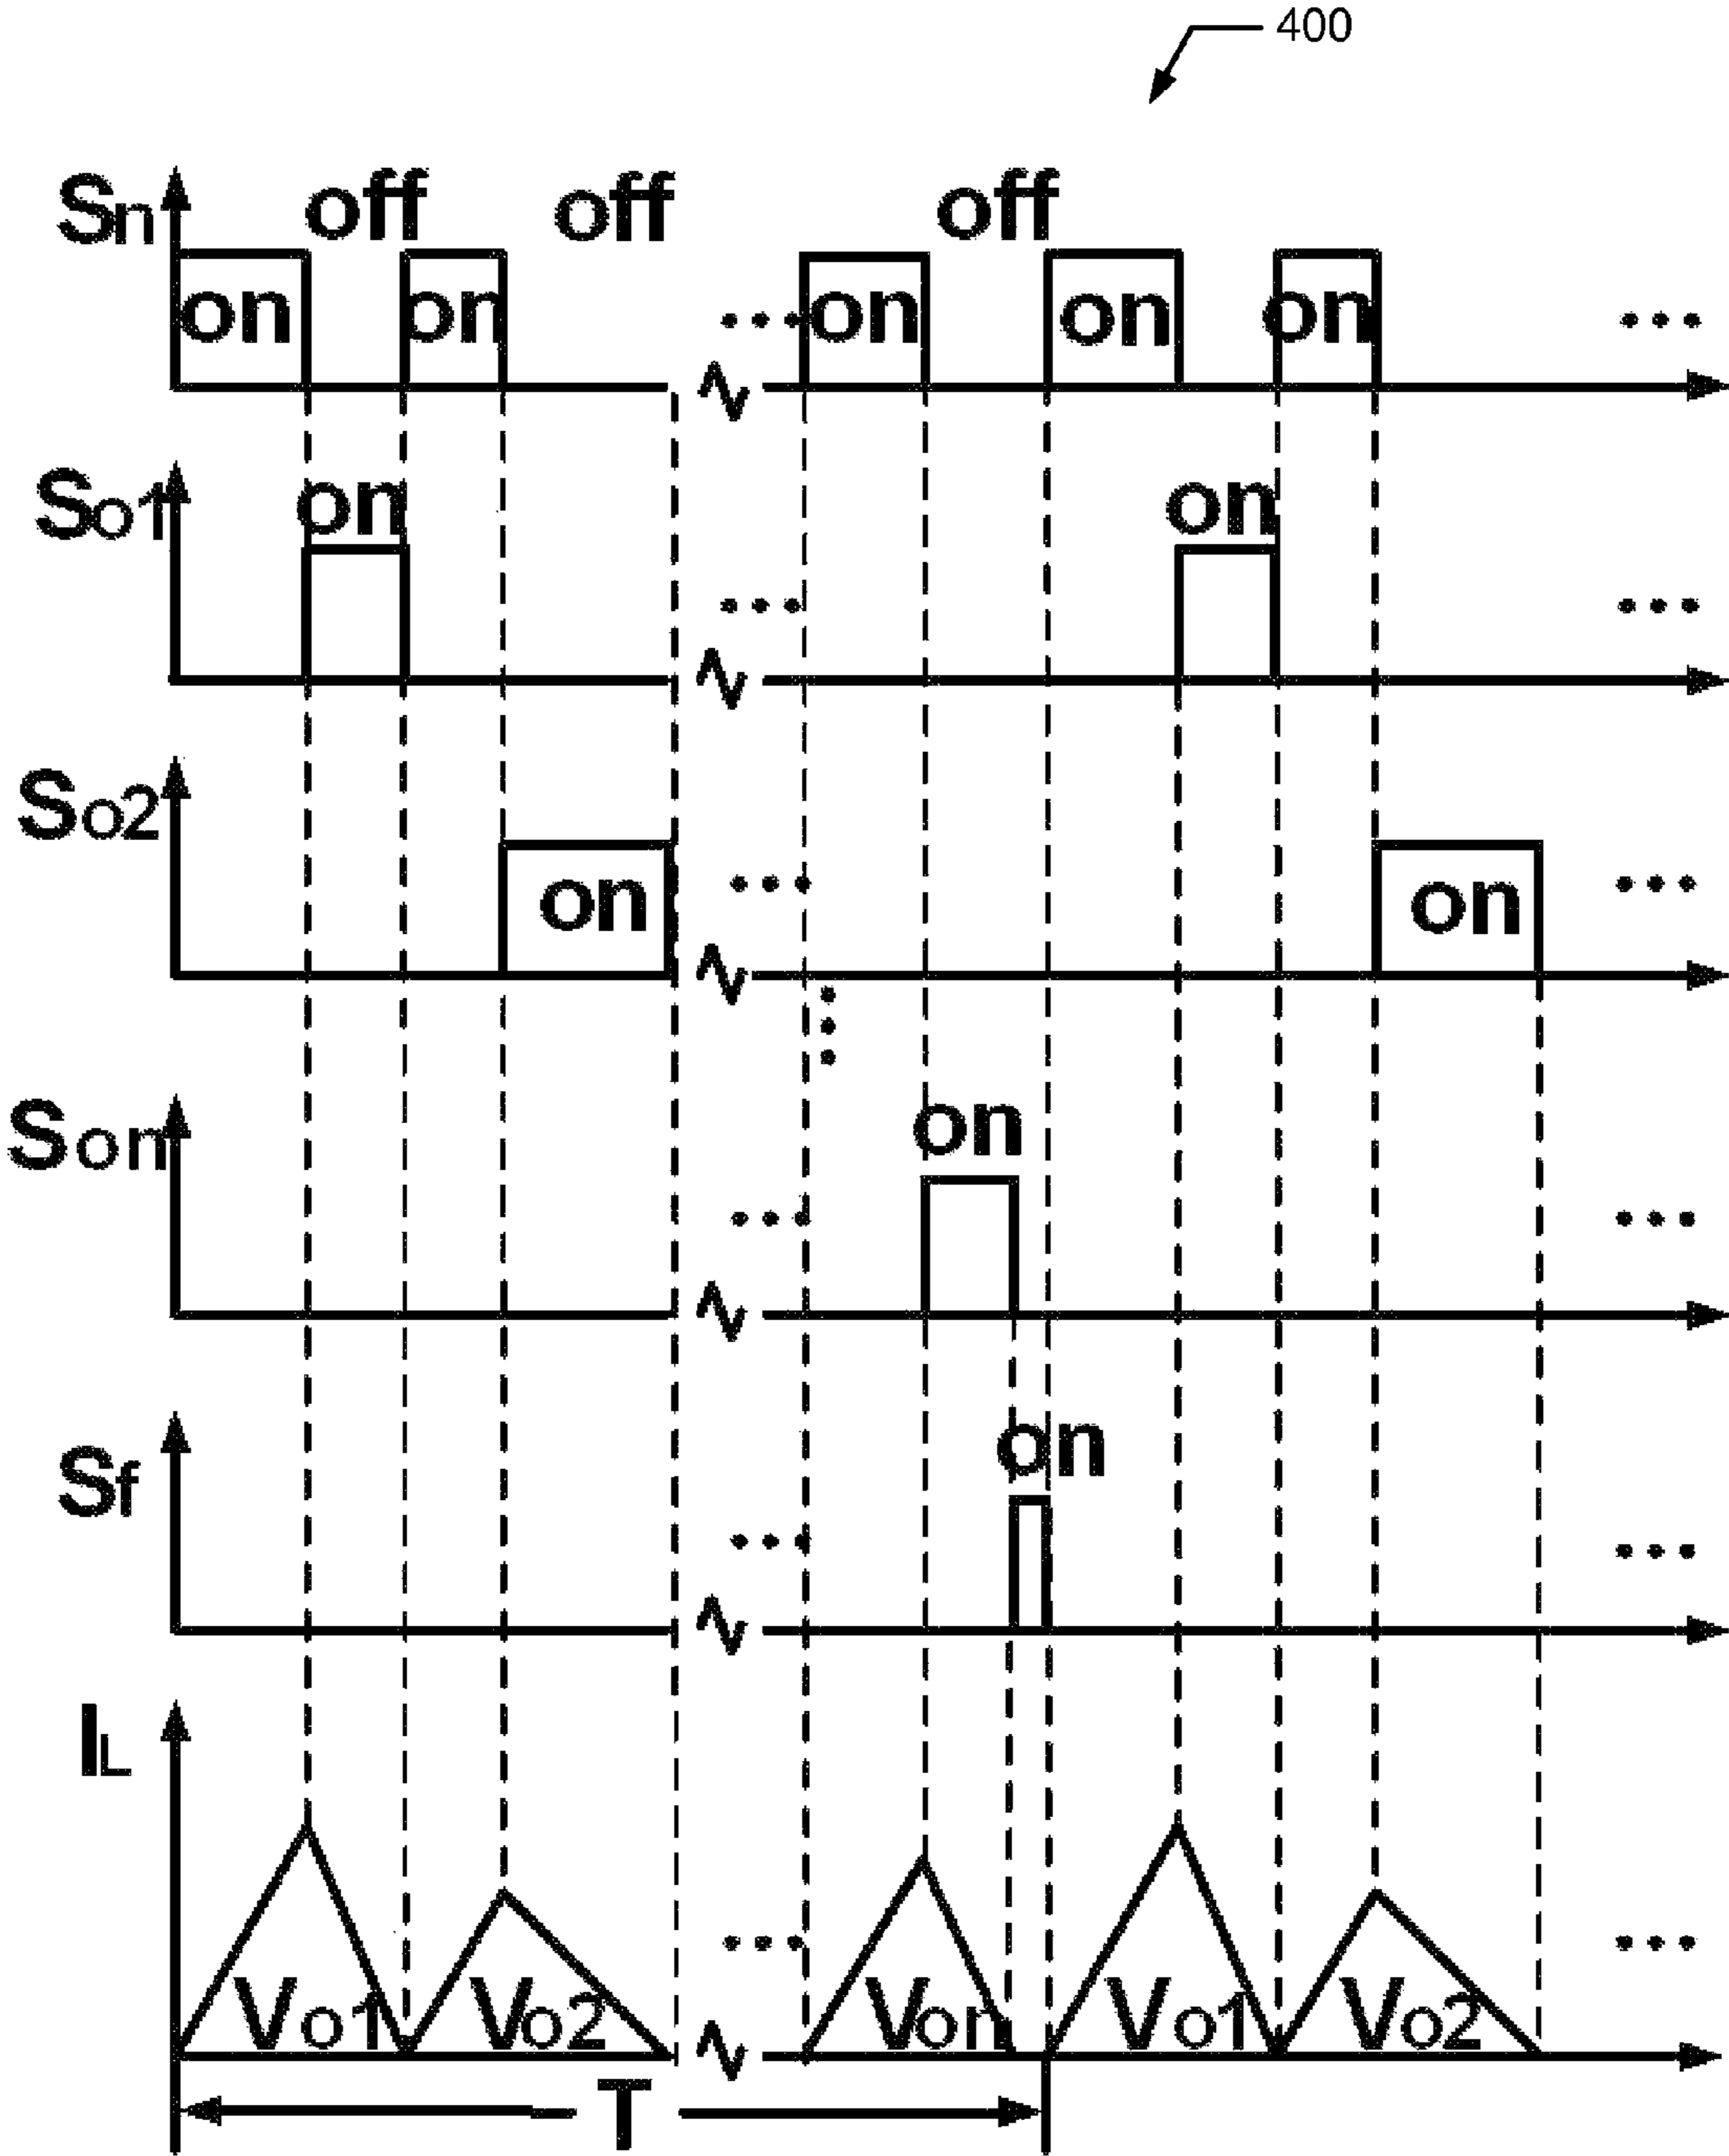 400
Sn off off off
on on ... on on on ...
So1 on on
... ...
So2 on ... on ...
Son on
... ...
Sf on
... ...
IL
... ...
Vo1 Vo2 Von Vo1 Vo2
T